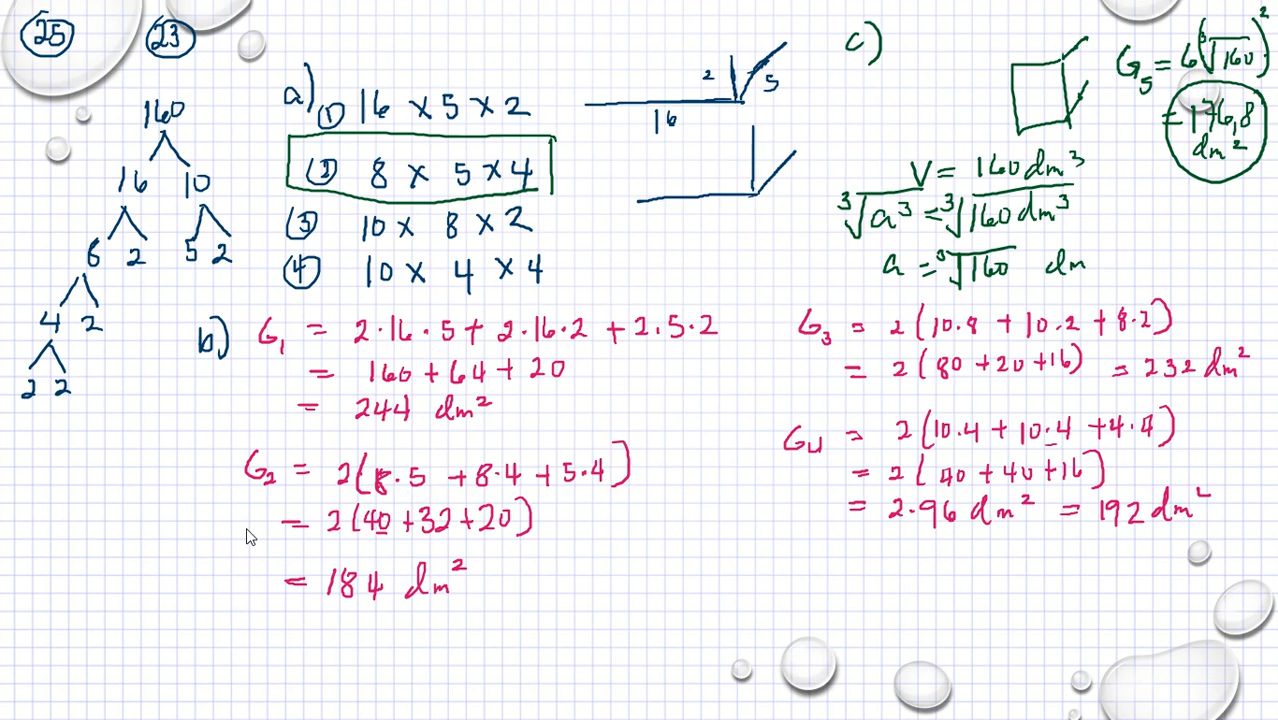 25 23
160
16 10
8 2 5 2
4 2
2 2
a) ① 16 × 5 × 2
② 8 × 5 × 4
③ 10 × 8 × 2
④ 10 × 4 × 4
2 5
16
b) G₁ = 2·16·5 + 2·16·2 + 2·5·2
= 160 + 64 + 20
= 244 dm²
G₂ = 2(8·5 + 8·4 + 5·4)
= 2(40 + 32 + 20)
= 184 dm²
c)
G₅ = 6(∛160)²
= 176,8
dm²
V = 160 dm³
∛a³ = ∛160 dm³
a = ∛160 dm
G₃ = 2(10·8 + 10·2 + 8·2)
= 2(80 + 20 + 16) = 232 dm²
G₄ = 2(10·4 + 10·4 + 4·4)
= 2(40 + 40 + 16)
= 2·96 dm² = 192 dm²